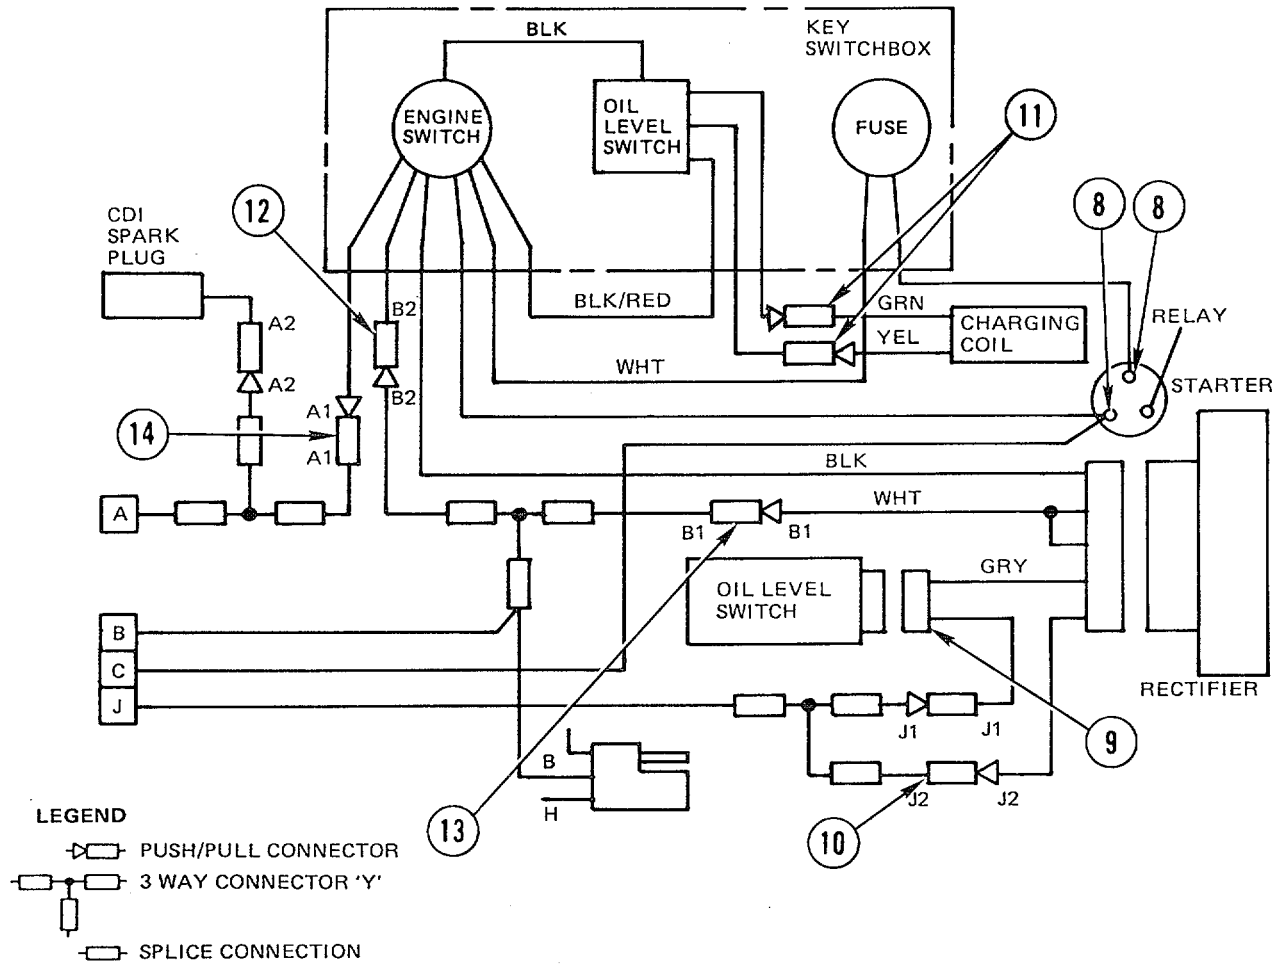 BLK
KEY
SWITCHBOX
ENGINE
SWITCH
OIL
LEVEL
SWITCH
FUSE
11
12
8
8
CDI
SPARK
PLUG
BLK/RED
B2
GRN
A2
CHARGING
COIL
RELAY
YEL
WHT
A2
B2
STARTER
A1
14
A1
BLK
WHT
A
B1
B1
GRY
OIL LEVEL
SWITCH
B
C
J
RECTIFIER
J1
J1
9
B
H
J2
J2
13
10
LEGEND
PUSH/PULL CONNECTOR
3 WAY CONNECTOR 'Y'
SPLICE CONNECTION